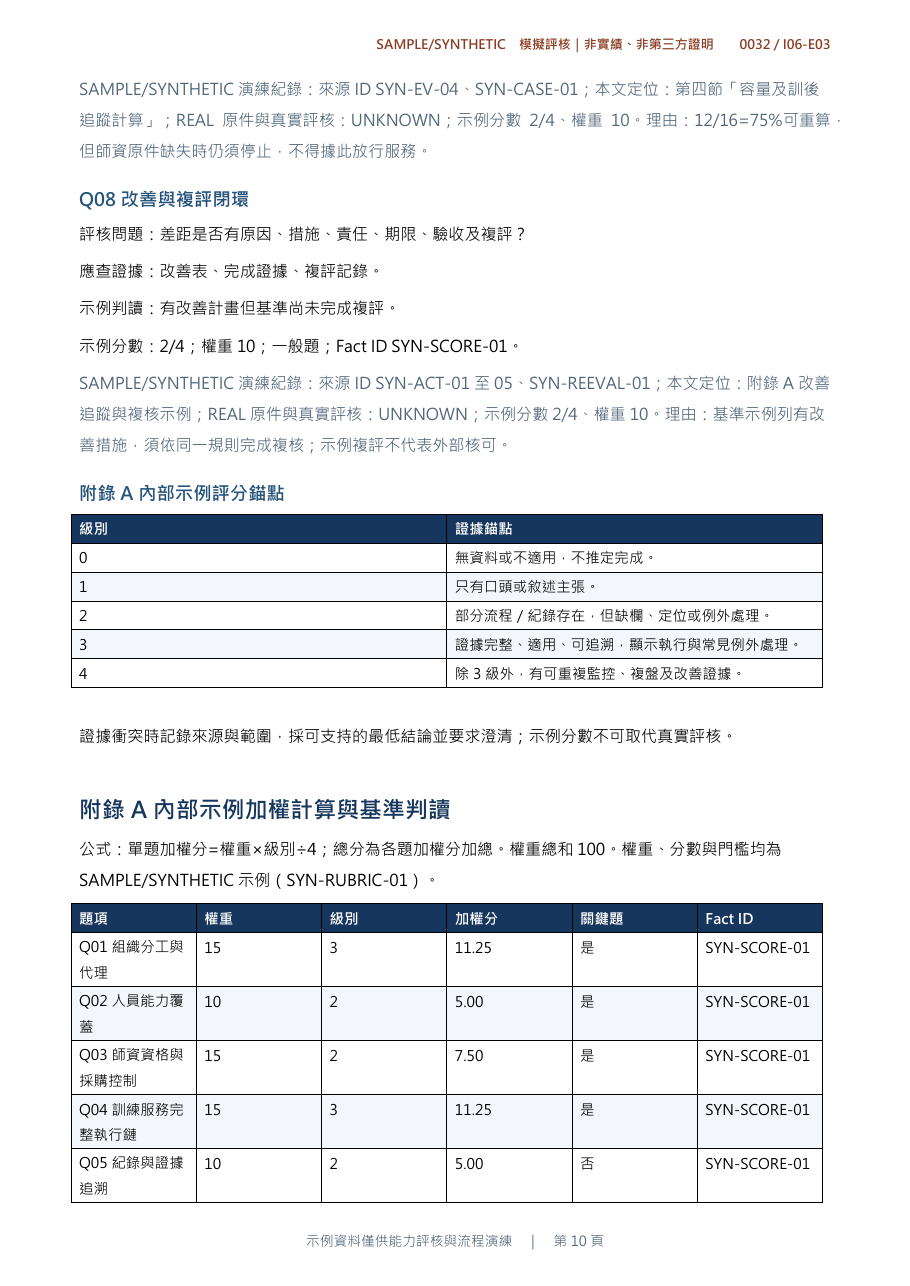 SAMPLE/SYNTHETIC 模擬評核｜非實績、非第三方證明 0032 / I06-E03
SAMPLE/SYNTHETIC 演練紀錄：來源 ID SYN-EV-04、SYN-CASE-01；本文定位：第四節「容量及訓後
追蹤計算」；REAL 原件與真實評核：UNKNOWN；示例分數 2/4、權重 10。理由：12/16=75%可重算，
但師資原件缺失時仍須停止，不得據此放行服務。
Q08 改善與複評閉環
評核問題：差距是否有原因、措施、責任、期限、驗收及複評？
應查證據：改善表、完成證據、複評記錄。
示例判讀：有改善計畫但基準尚未完成複評。
示例分數：2/4；權重 10；一般題；Fact ID SYN-SCORE-01。
SAMPLE/SYNTHETIC 演練紀錄：來源 ID SYN-ACT-01 至 05、SYN-REEVAL-01；本文定位：附錄 A 改善
追蹤與複核示例；REAL 原件與真實評核：UNKNOWN；示例分數 2/4、權重 10。理由：基準示例列有改
善措施，須依同一規則完成複核；示例複評不代表外部核可。
附錄 A 內部示例評分錨點
級別 證據錨點
0 無資料或不適用，不推定完成。
1 只有口頭或敘述主張。
2 部分流程 / 紀錄存在，但缺欄、定位或例外處理。
3 證據完整、適用、可追溯，顯示執行與常見例外處理。
4 除 3 級外，有可重複監控、複盤及改善證據。
證據衝突時記錄來源與範圍，採可支持的最低結論並要求澄清；示例分數不可取代真實評核。
附錄 A 內部示例加權計算與基準判讀
公式：單題加權分=權重×級別÷4；總分為各題加權分加總。權重總和 100。權重、分數與門檻均為
SAMPLE/SYNTHETIC 示例（SYN-RUBRIC-01）。
題項 權重 級別 加權分 關鍵題 Fact ID
Q01 組織分工與 15 3 11.25 是 SYN-SCORE-01
代理
Q02 人員能力覆 10 2 5.00 是 SYN-SCORE-01
蓋
Q03 師資資格與 15 2 7.50 是 SYN-SCORE-01
採購控制
Q04 訓練服務完 15 3 11.25 是 SYN-SCORE-01
整執行鏈
Q05 紀錄與證據 10 2 5.00 否 SYN-SCORE-01
追溯
示例資料僅供能力評核與流程演練 | 第 10 頁